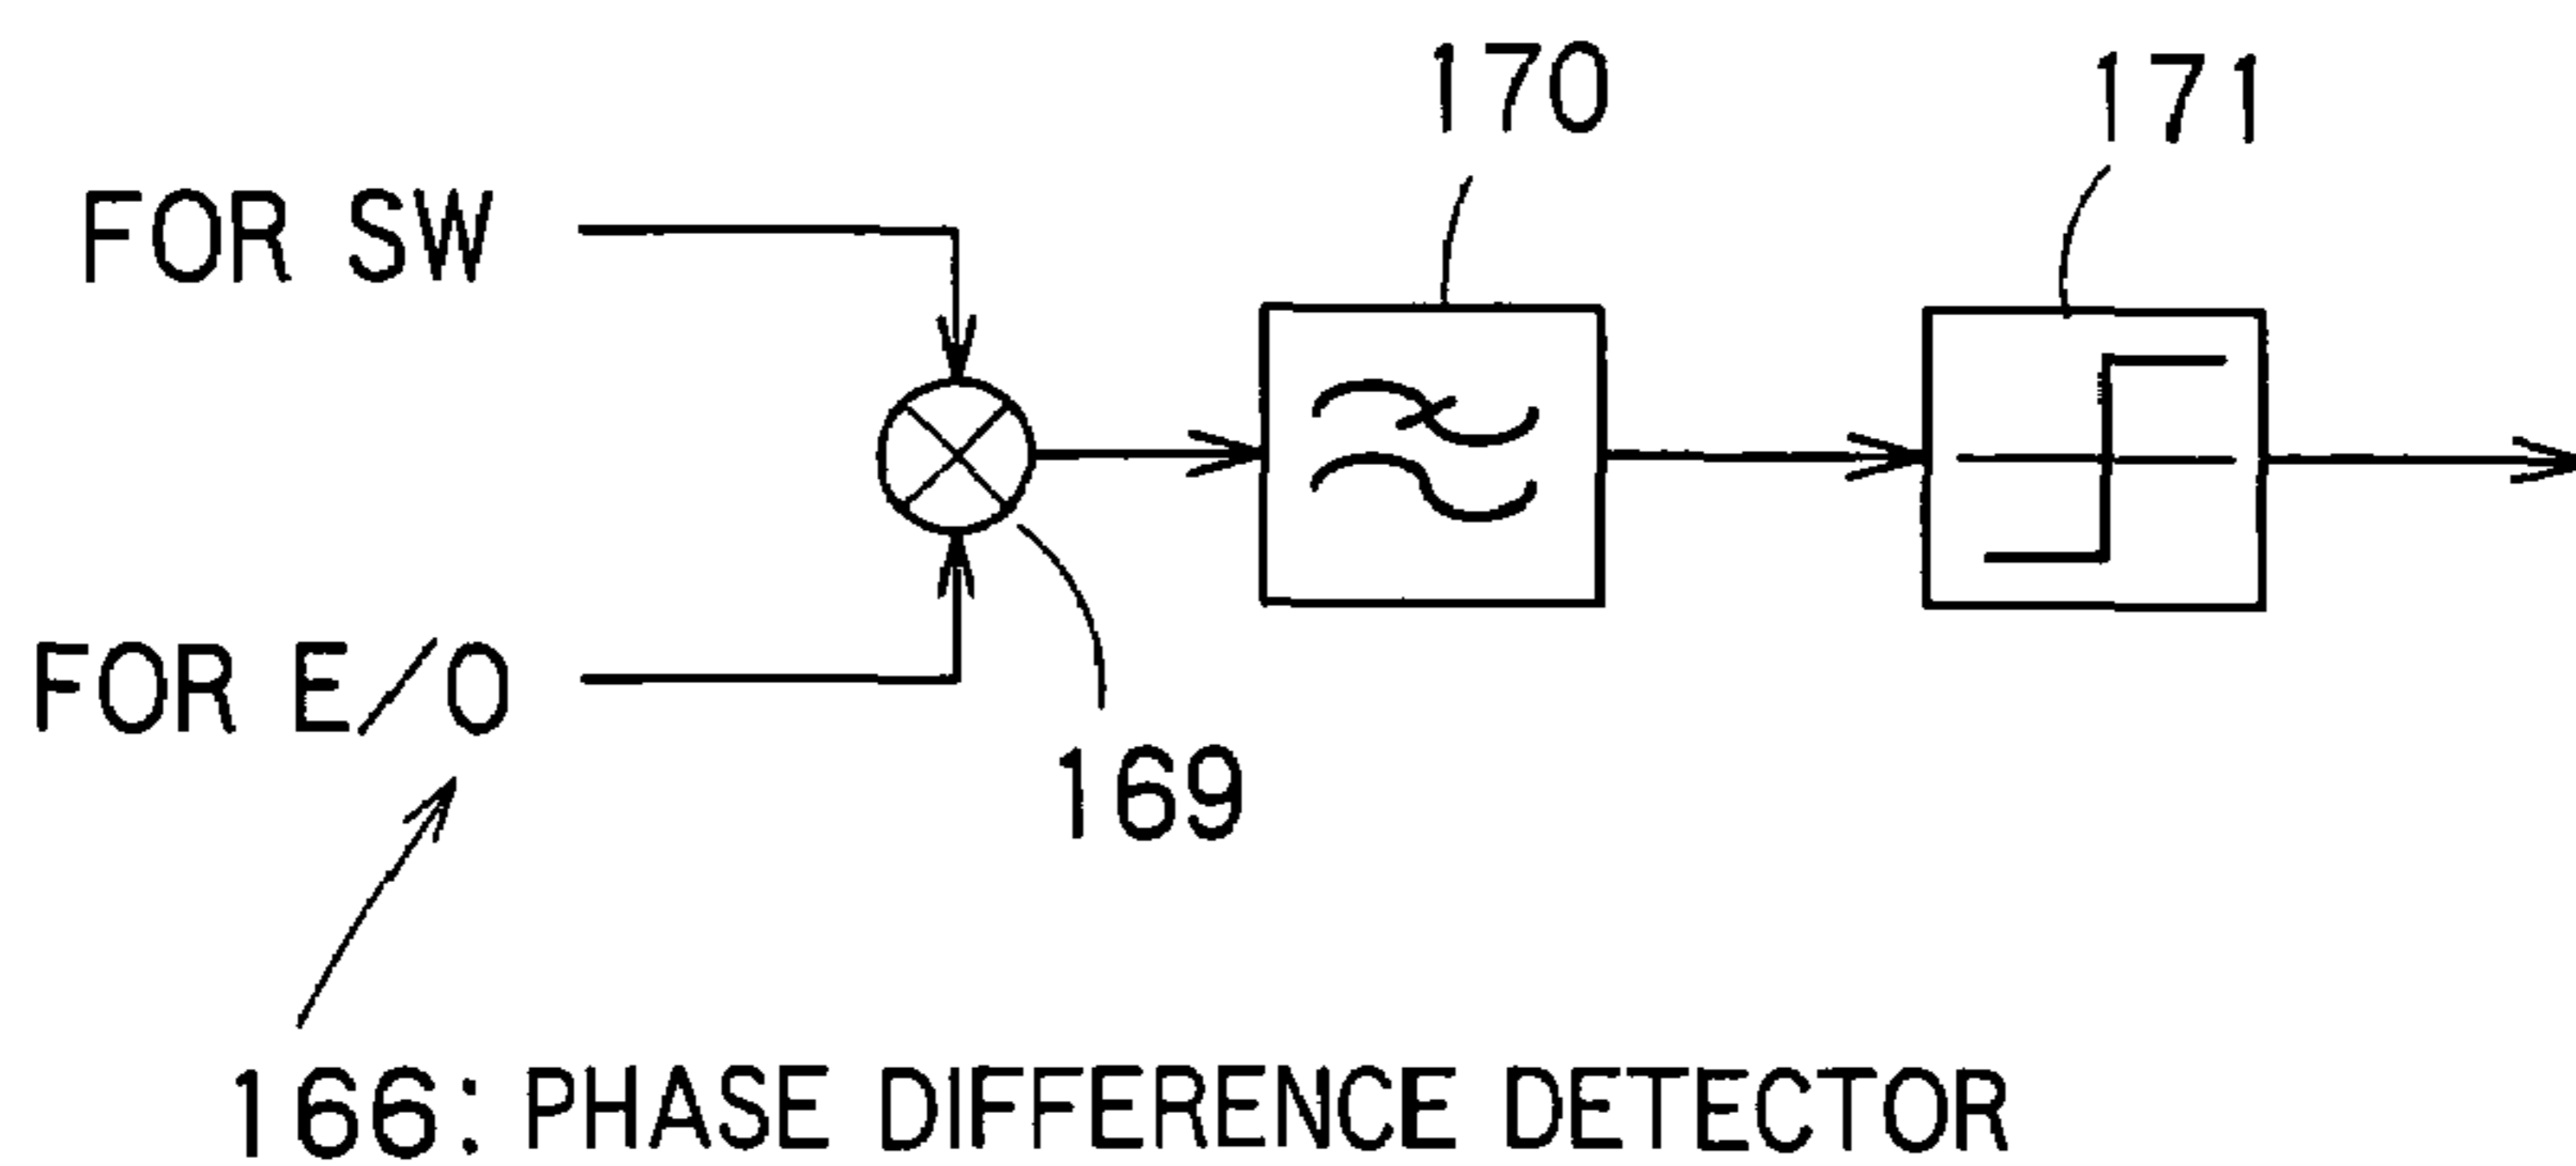 170
171
FOR SW
FOR E/O
169
166: PHASE DIFFERENCE DETECTOR